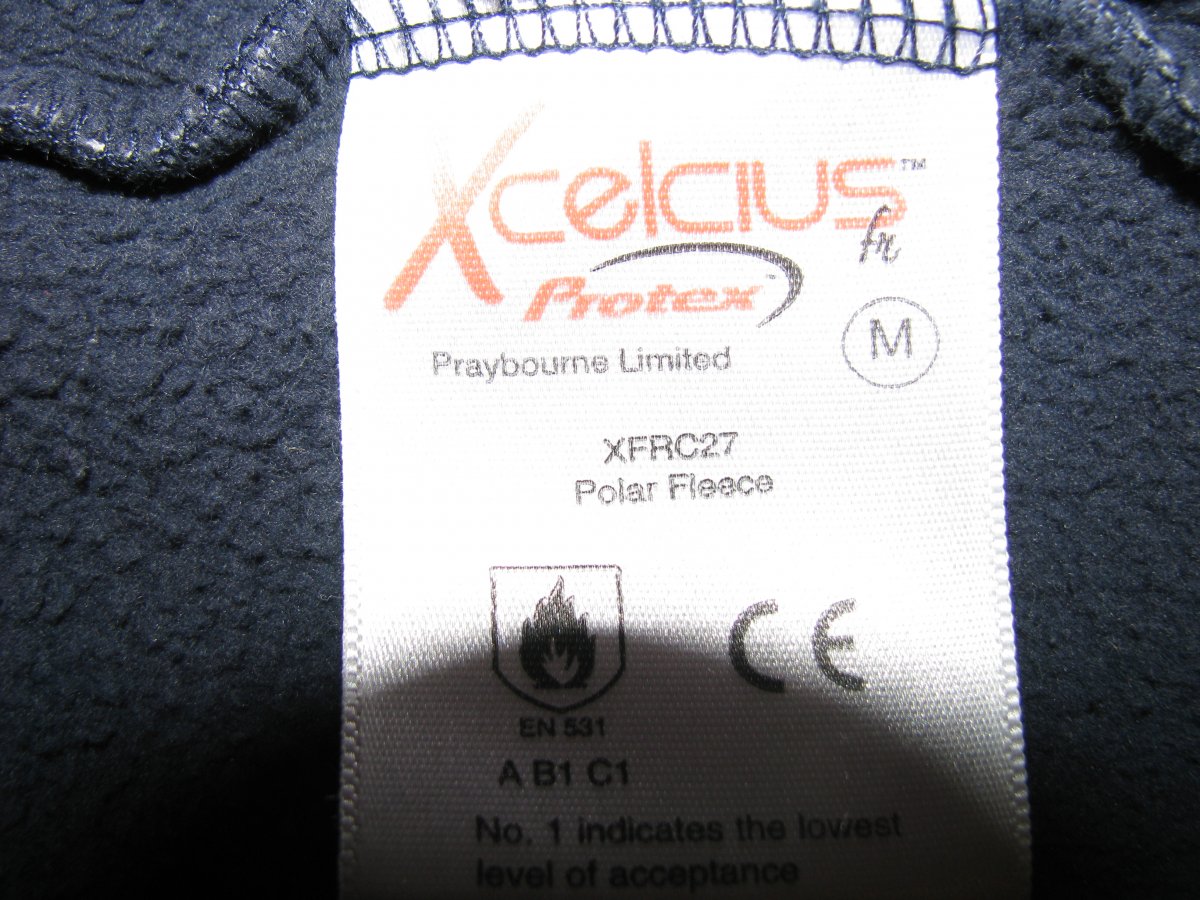 Xcelcius™
fr
Protex™
Praybourne Limited
M
XFRC27
Polar Fleece
CE
EN 531
A B1 C1
No. 1 indicates the lowest
level of acceptance